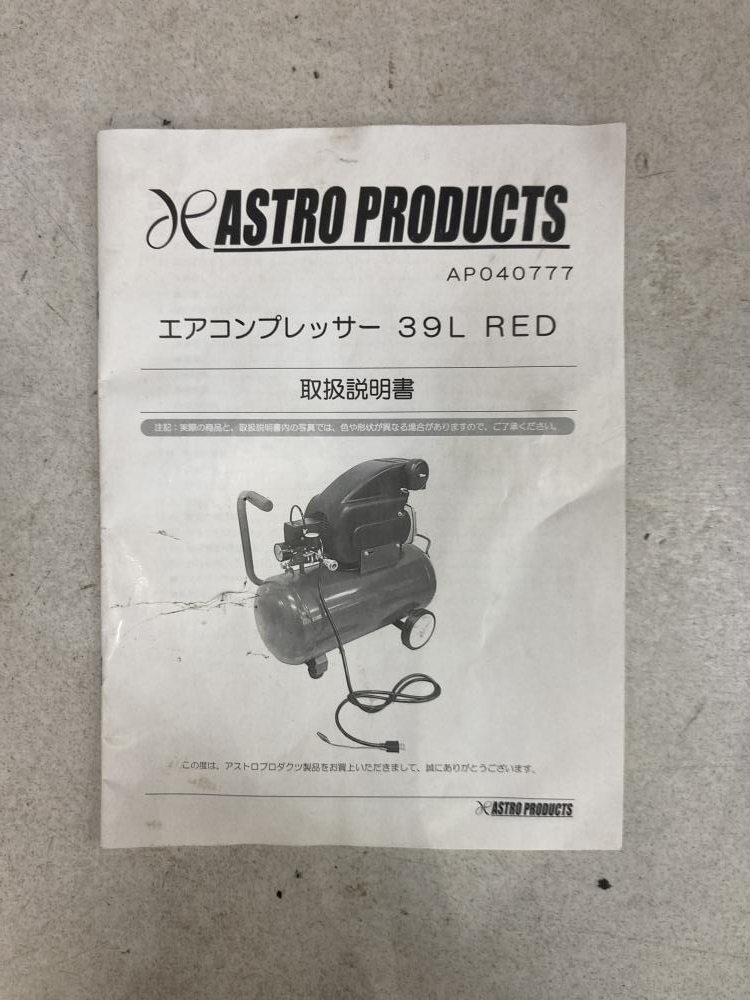 ASTRO PRODUCTS
AP040777
エアコンプレッサー 39L RED
取扱説明書
注記：実際の商品と、取扱説明書内の写真では、色や形状が異なる場合がありますので、ご了承ください。
この度は、アストロプロダクツ製品をお買上いただきまして、誠にありがとうございます。
ASTRO PRODUCTS